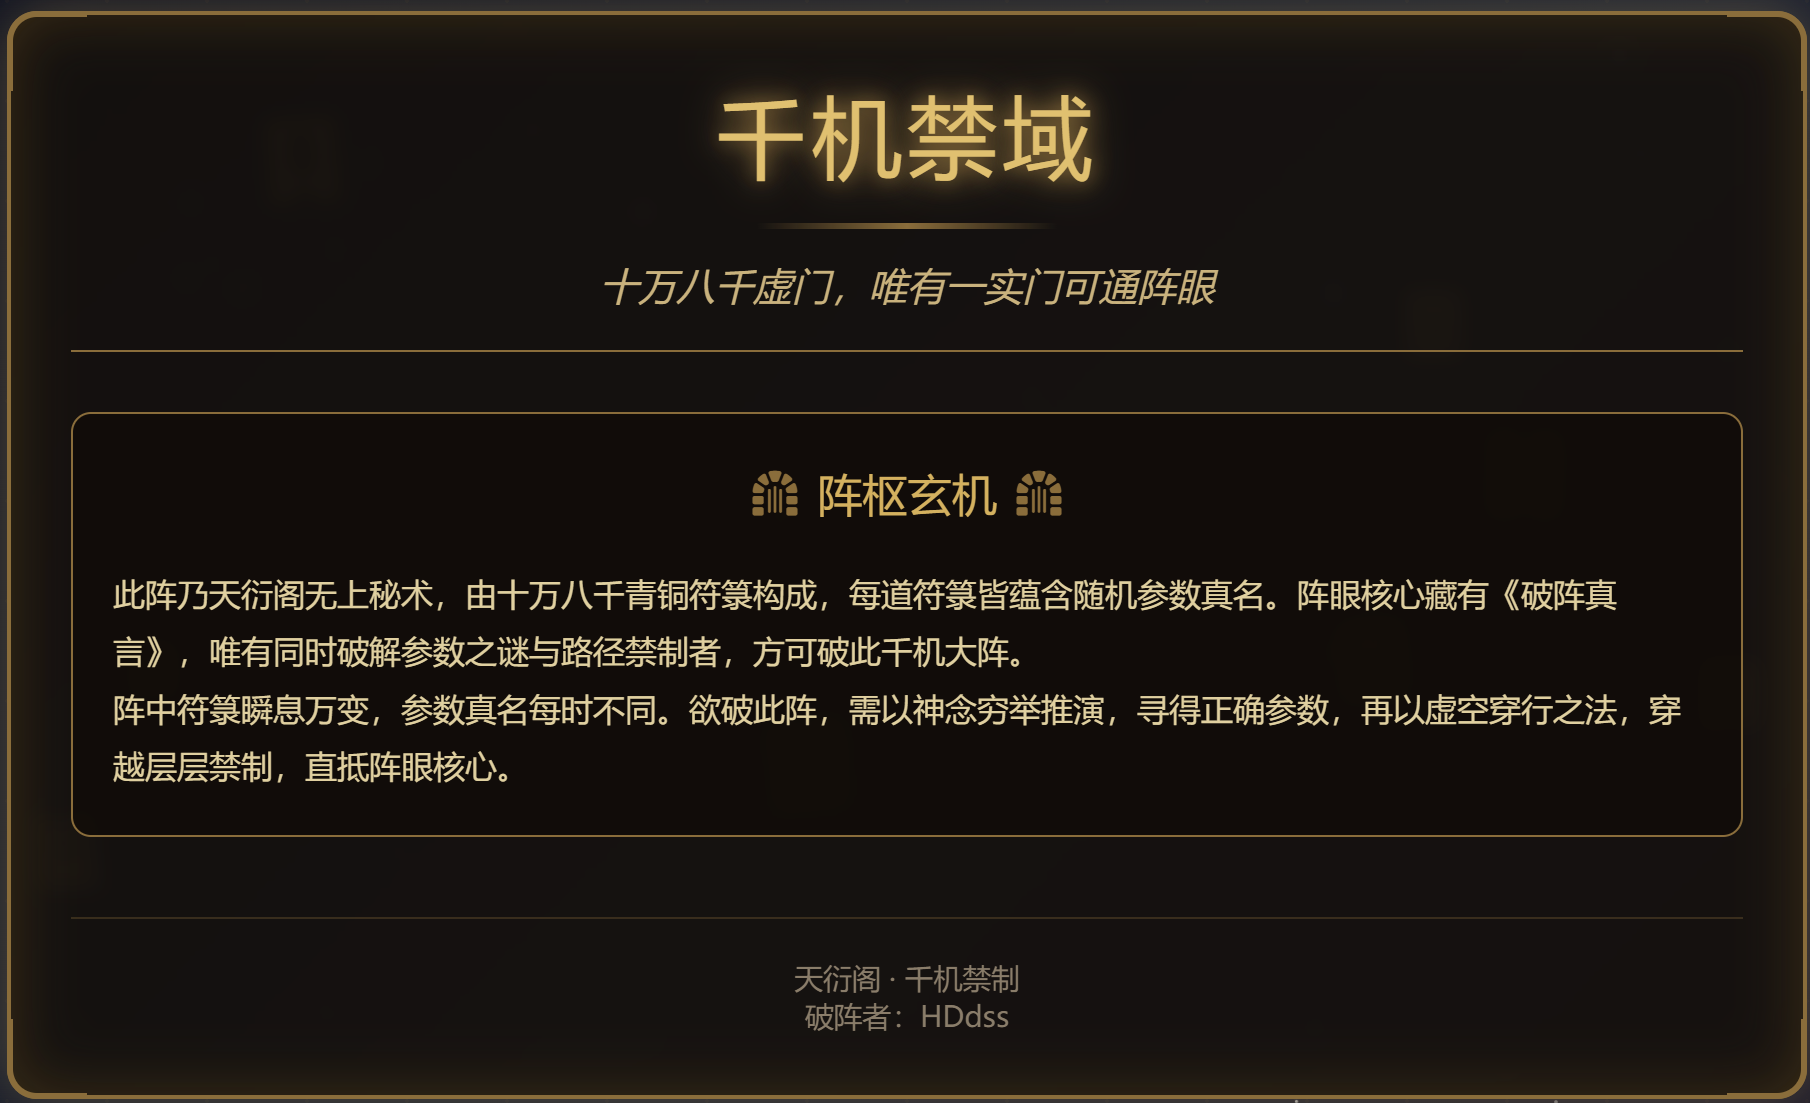 千机禁域
十万八千虚门，唯有一实门可通阵眼
阵枢玄机
此阵乃天衍阁无上秘术，由十万八千青铜符箓构成，每道符箓皆蕴含随机参数真名。阵眼核心藏有《破阵真
言》，唯有同时破解参数之谜与路径禁制者，方可破此千机大阵。
阵中符箓瞬息万变，参数真名每时不同。欲破此阵，需以神念穷举推演，寻得正确参数，再以虚空穿行之法，穿
越层层禁制，直抵阵眼核心。
天衍阁 · 千机禁制
破阵者：HDdss